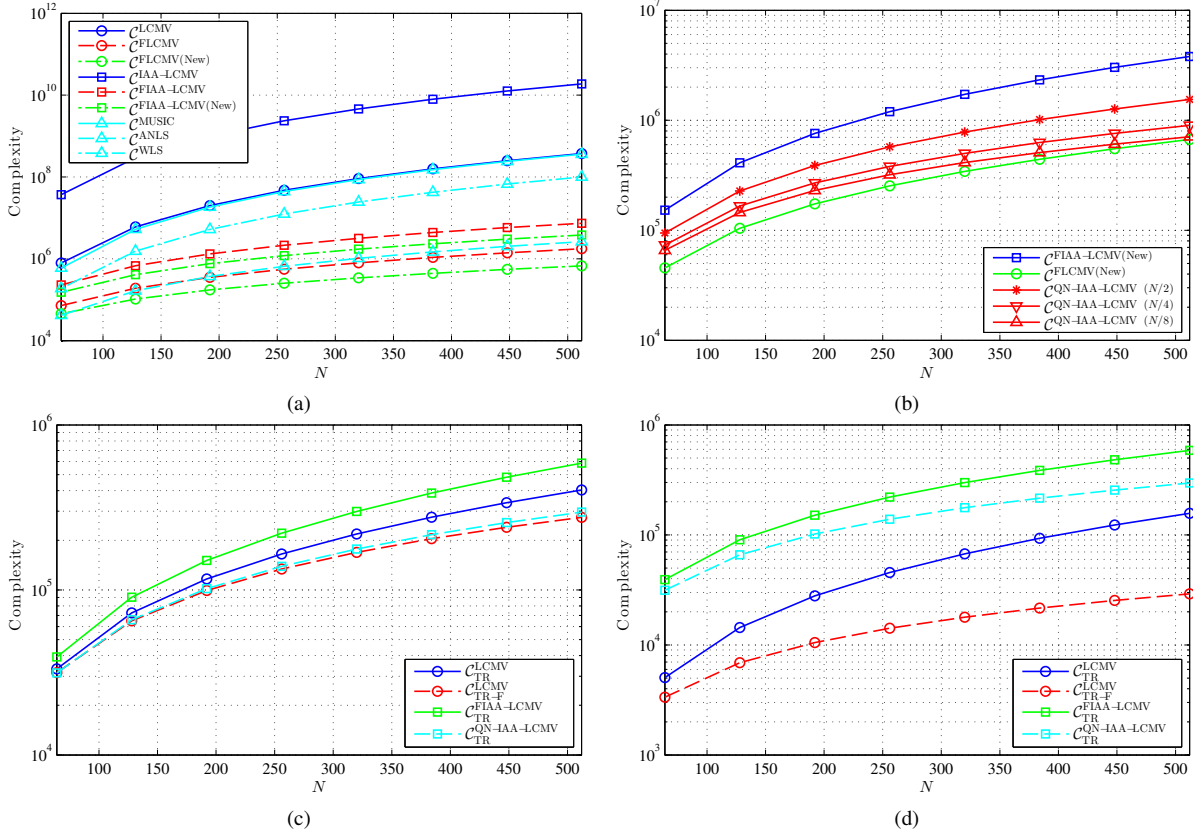 10^12
10^10
10^8
10^6
10^4
Complexity
C^LCMV
C^FLCMV
C^FLCMV(New)
C^IAA–LCMV
C^FIAA–LCMV
C^FIAA–LCMV(New)
C^MUSIC
C^ANLS
C^WLS
100 150 200 250 300 350 400 450 500
N
(a)
10^7
10^6
10^5
10^4
Complexity
C^FIAA–LCMV(New)
C^FLCMV(New)
C^QN–IAA–LCMV (N/2)
C^QN–IAA–LCMV (N/4)
C^QN–IAA–LCMV (N/8)
100 150 200 250 300 350 400 450 500
N
(b)
10^6
10^5
10^4
Complexity
C_TR^LCMV
C_TR–F^LCMV
C_TR^FIAA–LCMV
C_TR^QN–IAA–LCMV
100 150 200 250 300 350 400 450 500
N
(c)
10^6
10^5
10^4
10^3
Complexity
C_TR^LCMV
C_TR–F^LCMV
C_TR^FIAA–LCMV
C_TR^QN–IAA–LCMV
100 150 200 250 300 350 400 450 500
N
(d)